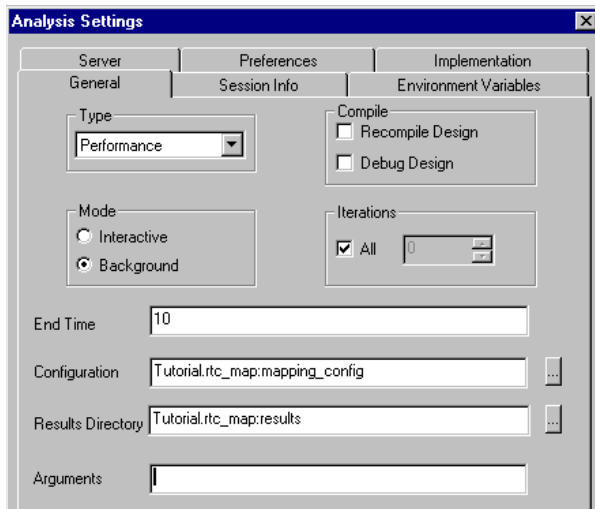 Analysis Settings
Server
Preferences
Implementation
General
Session Info
Environment Variables
Type
Performance
Compile
Recompile Design
Debug Design
Mode
Interactive
Background
Iterations
All
0
End Time
10
Configuration
Tutorial.rtc_map:mapping_config
...
Results Directory
Tutorial.rtc_map:results
...
Arguments